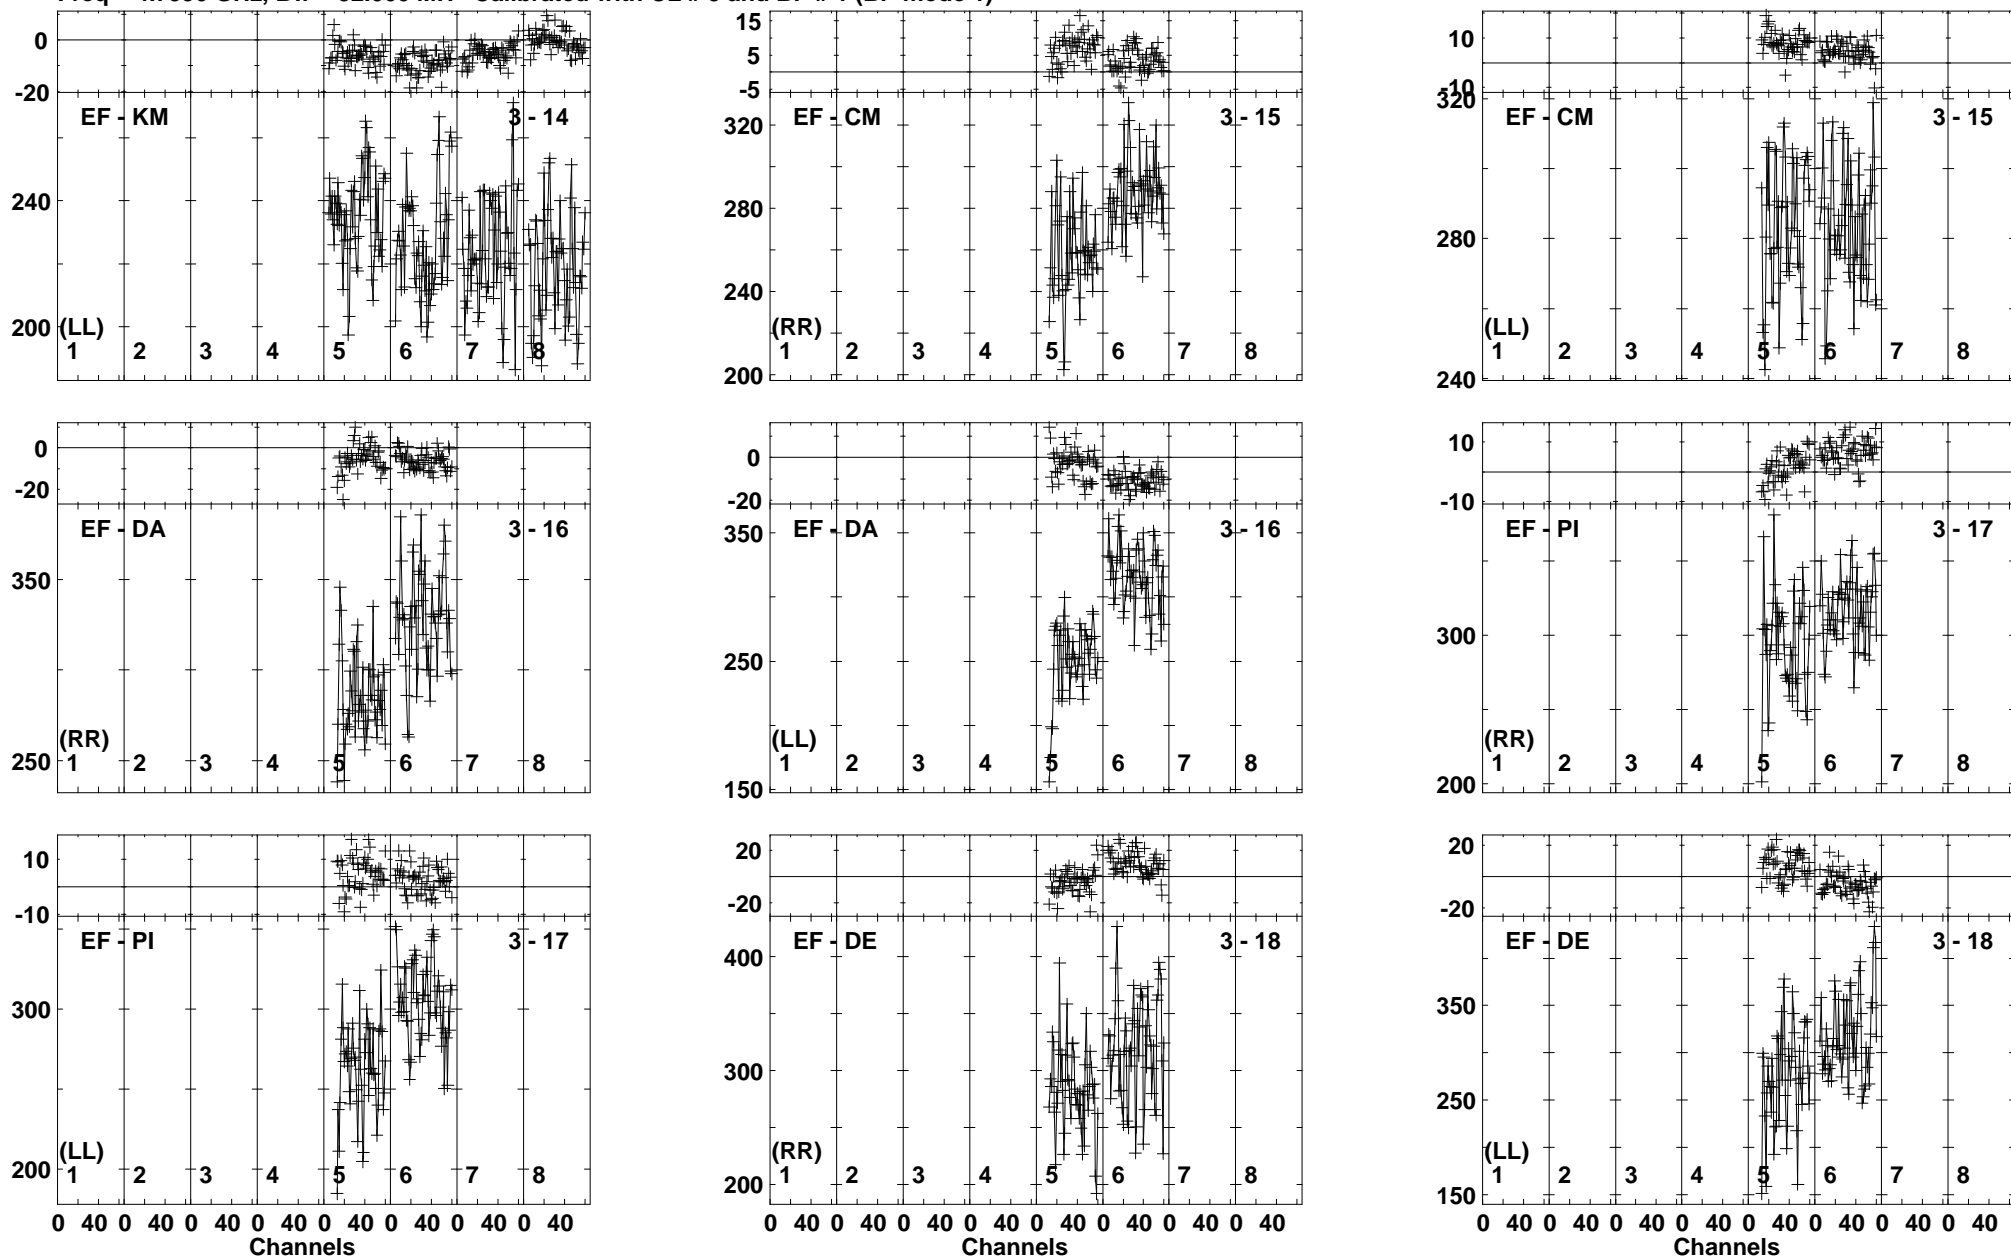 0 15 10
5
-20 -5 -10
EF - KM 3 - 14 EF - CM 3 - 15 320 EF - CM 3 - 15
320
240 280 280
240
200 (LL) (RR) (LL)
1 2 3 4 5 6 7 8 1 2 3 4 5 6 7 8 1 2 3 4 5 6 7 8
200 240
0 0 10
-20 -20 -10
EF - DA 3 - 16 EF - DA 3 - 16 EF - PI 3 - 17
350 350 300
250
(RR) (LL) (RR)
250 1 2 3 4 5 6 7 8 150 1 2 3 4 5 6 7 8 200 1 2 3 4 5 6 7 8
10 20 20
-10 -20 -20
EF - PI 3 - 17 EF - DE 3 - 18 EF - DE 3 - 18
300 400 350
300 250
(LL) (RR) (LL)
200 1 2 3 4 5 6 7 8 200 1 2 3 4 5 6 7 8 150 1 2 3 4 5 6 7 8
0 40 0 40 0 40 0 40 0 40 0 40 0 40 0 40 0 40 0 40 0 40 0 40 0 40 0 40 0 40 0 40 0 40 0 40 0 40 0 40 0 40 0 40 0 40 0 40
Channels Channels Channels